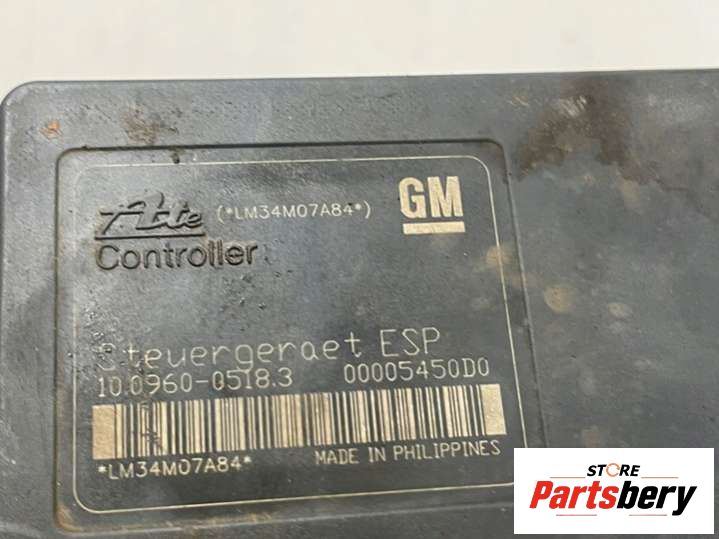 Ate (*LM34M07A84*) GM
Controller
Steuergeraet ESP
10.0960-0518.3 00005450D0
*LM34M07A84* MADE IN PHILIPPINES
STORE
Partsbery